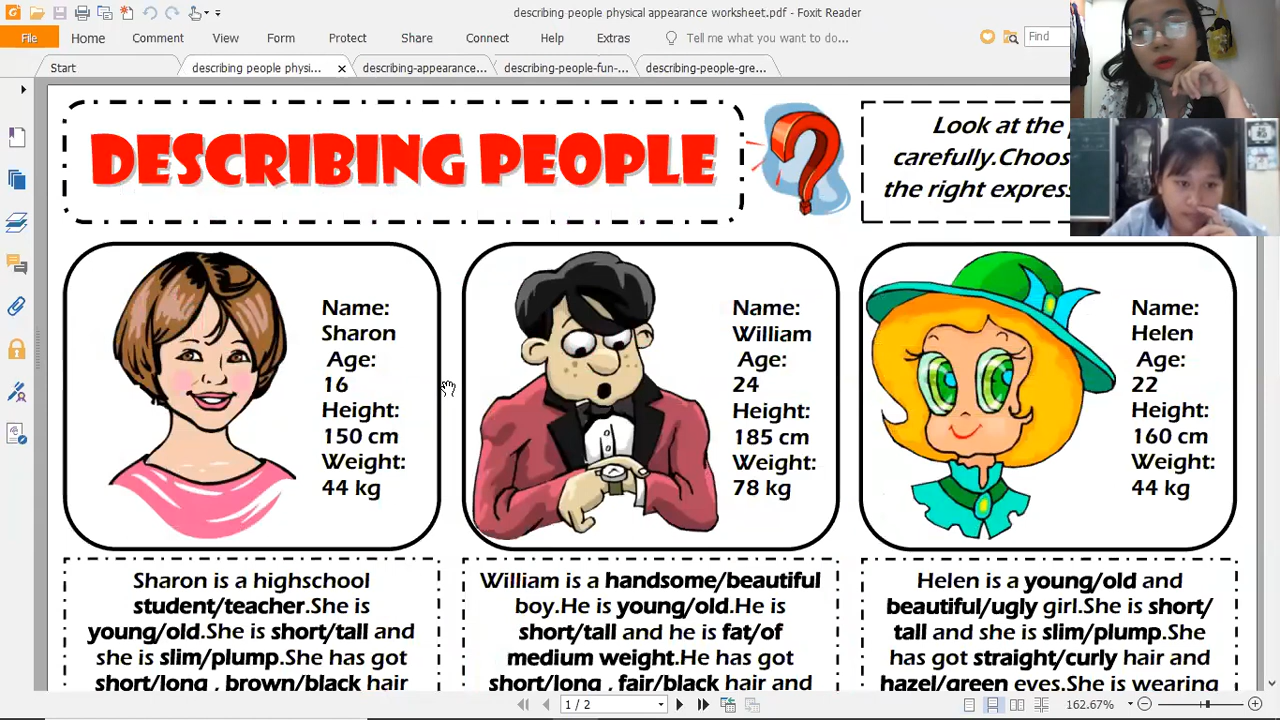 describing people physical appearance worksheet.pdf - Foxit Reader
File Home Comment View Form Protect Share Connect Help Extras Tell me what you want to do... Find
Start describing people physi... describing-appearance... describing-people-fun-... describing-people-gre...
DESCRIBING PEOPLE
Look at the
carefully.Choos
the right express
Name:
Sharon
Age:
16
Height:
150 cm
Weight:
44 kg
Name:
William
Age:
24
Height:
185 cm
Weight:
78 kg
Name:
Helen
Age:
22
Height:
160 cm
Weight:
44 kg
Sharon is a highschool
student/teacher.She is
young/old.She is short/tall and
she is slim/plump.She has got
short/long , brown/black hair
William is a handsome/beautiful
boy.He is young/old.He is
short/tall and he is fat/of
medium weight.He has got
short/long , fair/black hair and
Helen is a young/old and
beautiful/ugly girl.She is short/
tall and she is slim/plump.She
has got straight/curly hair and
hazel/green eyes.She is wearing
1 / 2
162.67%